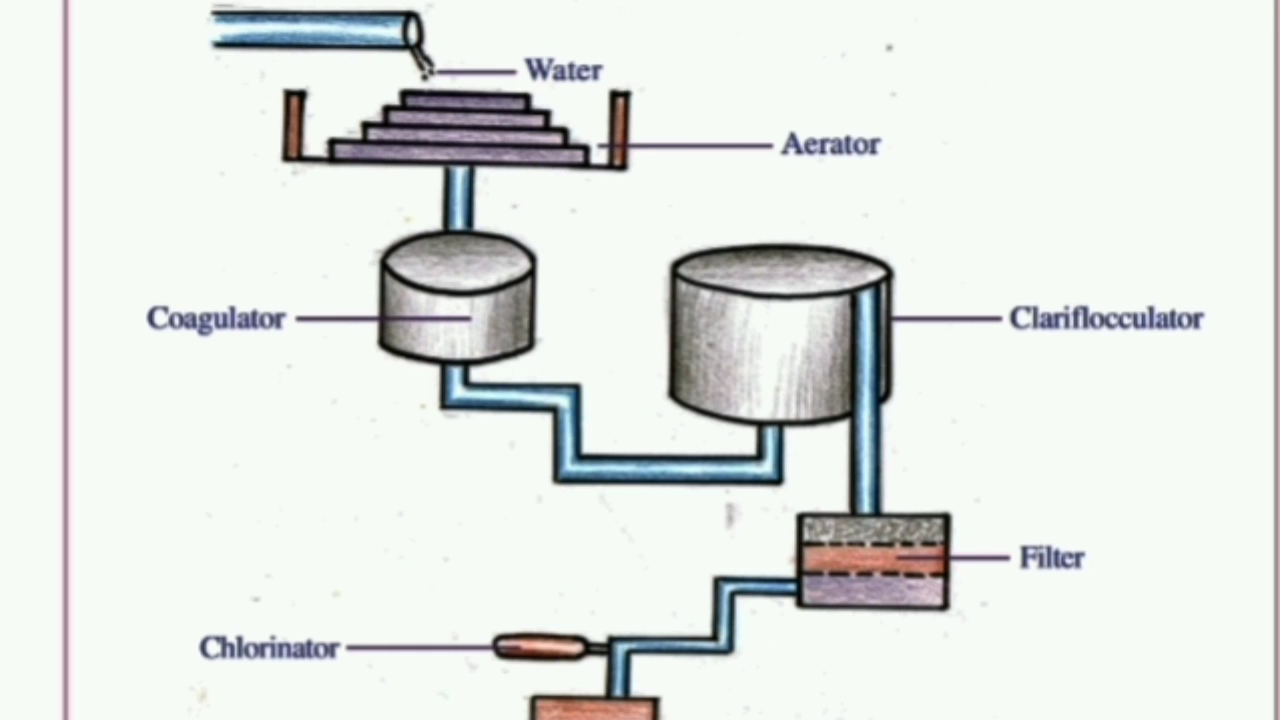 Water
Aerator
Coagulator
Clariflocculator
Filter
Chlorinator